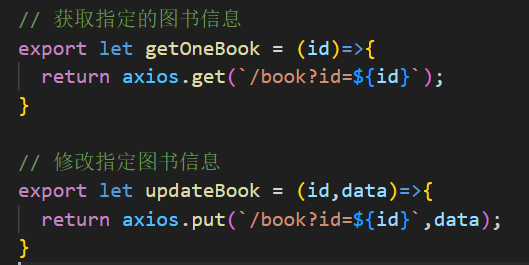 // 获取指定的图书信息
export let getOneBook = (id)=>{
  return axios.get(`/book?id=${id}`);
}

// 修改指定图书信息
export let updateBook = (id,data)=>{
  return axios.put(`/book?id=${id}`,data);
}